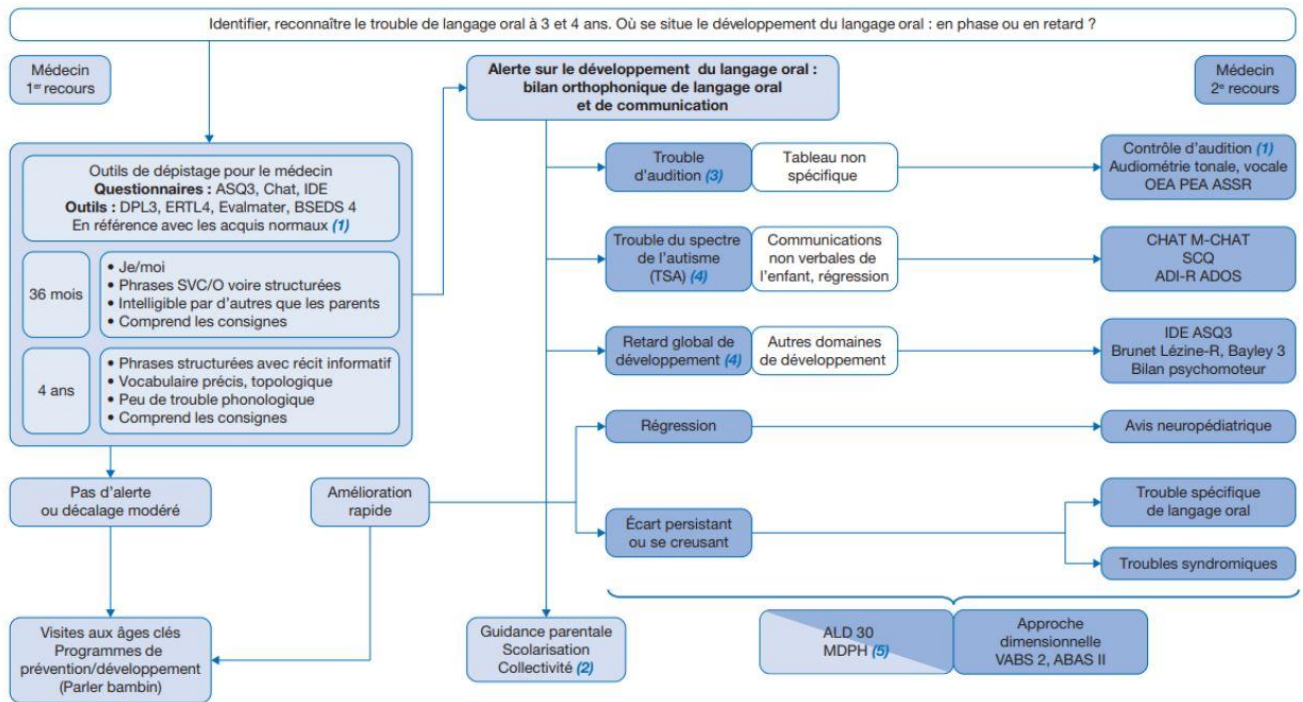 Identifier, reconnaître le trouble de langage oral à 3 et 4 ans. Où se situe le développement du langage oral : en phase ou en retard ?
Médecin
1er recours
Alerte sur le développement du langage oral :
bilan orthophonique de langage oral
et de communication
Médecin
2e recours
Outils de dépistage pour le médecin
Questionnaires : ASQ3, Chat, IDE
Outils : DPL3, ERTL4, Evalmater, BSEDS 4
En référence avec les acquis normaux (1)
36 mois
• Je/moi
• Phrases SVC/O voire structurées
• Intelligible par d'autres que les parents
• Comprend les consignes
4 ans
• Phrases structurées avec récit informatif
• Vocabulaire précis, topologique
• Peu de trouble phonologique
• Comprend les consignes
Trouble
d'audition (3)
Tableau non
spécifique
Contrôle d'audition (1)
Audiométrie tonale, vocale
OEA PEA ASSR
Trouble du spectre
de l'autisme
(TSA) (4)
Communications
non verbales de
l'enfant, régression
CHAT M-CHAT
SCQ
ADI-R ADOS
Retard global de
développement (4)
Autres domaines
de développement
IDE ASQ3
Brunet Lézine-R, Bayley 3
Bilan psychomoteur
Régression
Avis neuropédiatrique
Pas d'alerte
ou décalage modéré
Amélioration
rapide
Écart persistant
ou se creusant
Trouble spécifique
de langage oral
Troubles syndromiques
Visites aux âges clés
Programmes de
prévention/développement
(Parler bambin)
Guidance parentale
Scolarisation
Collectivité (2)
ALD 30
MDPH (5)
Approche
dimensionnelle
VABS 2, ABAS II